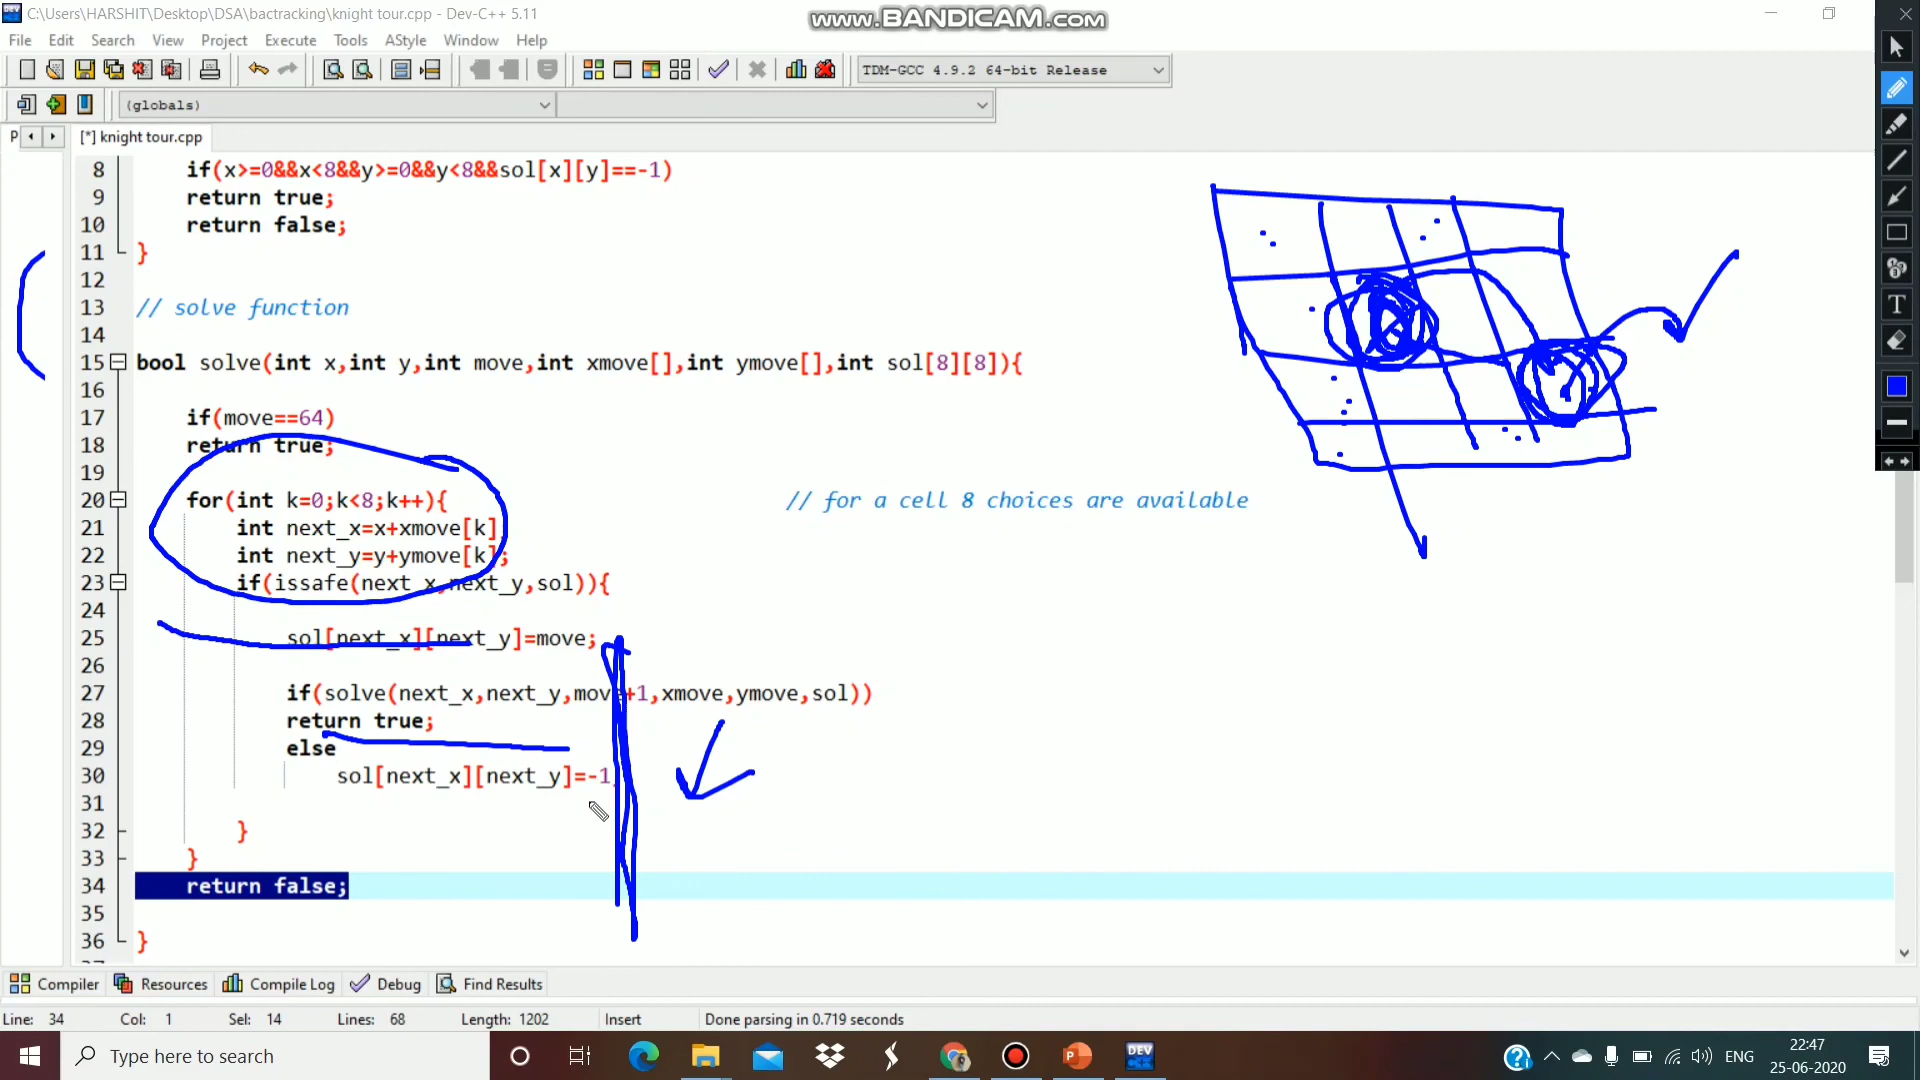 C:\Users\HARSHIT\Desktop\DSA\bactracking\knight tour.cpp - Dev-C++ 5.11
www.BANDICAM.com
File Edit Search View Project Execute Tools AStyle Window Help
TDM-GCC 4.9.2 64-bit Release
(globals)
P
[*] knight tour.cpp
8 if(x>=0&&x<8&&y>=0&&y<8&&sol[x][y]==-1)
9 return true;
10 return false;
11 }
12
13 // solve function
14
15 bool solve(int x,int y,int move,int xmove[],int ymove[],int sol[8][8]){
16
17 if(move==64)
18 return true;
19
20 for(int k=0;k<8;k++){ // for a cell 8 choices are available
21 int next_x=x+xmove[k]
22 int next_y=y+ymove[k];
23 if(issafe(next_x,next_y,sol)){
24
25 sol[next_x][next_y]=move;
26
27 if(solve(next_x,next_y,move+1,xmove,ymove,sol))
28 return true;
29 else
30 sol[next_x][next_y]=-1
31
32 }
33 }
34 return false;
35
36 }
Compiler Resources Compile Log Debug Find Results
Line: 34 Col: 1 Sel: 14 Lines: 68 Length: 1202 Insert Done parsing in 0.719 seconds
Type here to search
DEV
ENG
22:47
25-06-2020